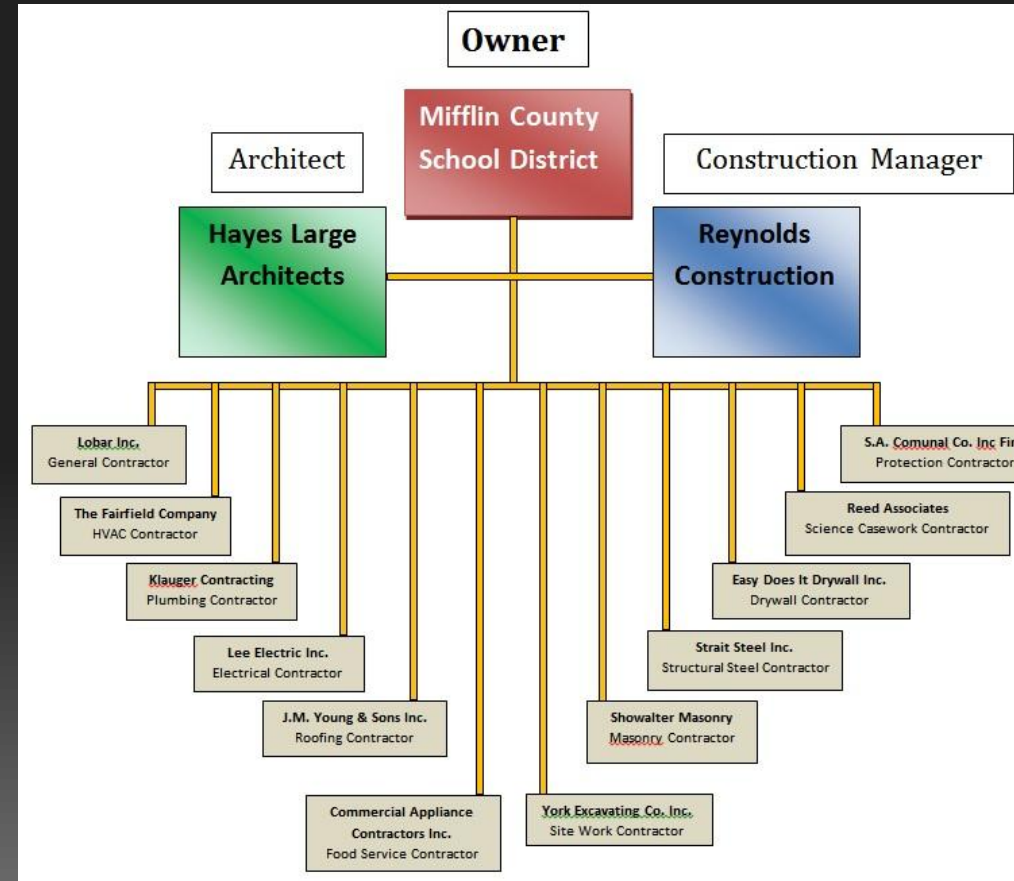 Owner
Mifflin County
School District
Architect
Construction Manager
Hayes Large
Architects
Reynolds
Construction
Lobar Inc.
General Contractor
S.A. Comunal Co. Inc
Protection Contractor
The Fairfield Company
HVAC Contractor
Reed Associates
Science Casework Contractor
Klauger Contracting
Plumbing Contractor
Easy Does It Drywall Inc.
Drywall Contractor
Lee Electric Inc.
Electrical Contractor
Strait Steel Inc.
Structural Steel Contractor
J.M. Young & Sons Inc.
Roofing Contractor
Showalter Masonry
Masonry Contractor
Commercial Appliance
Contractors Inc.
Food Service Contractor
York Excavating Co. Inc.
Site Work Contractor